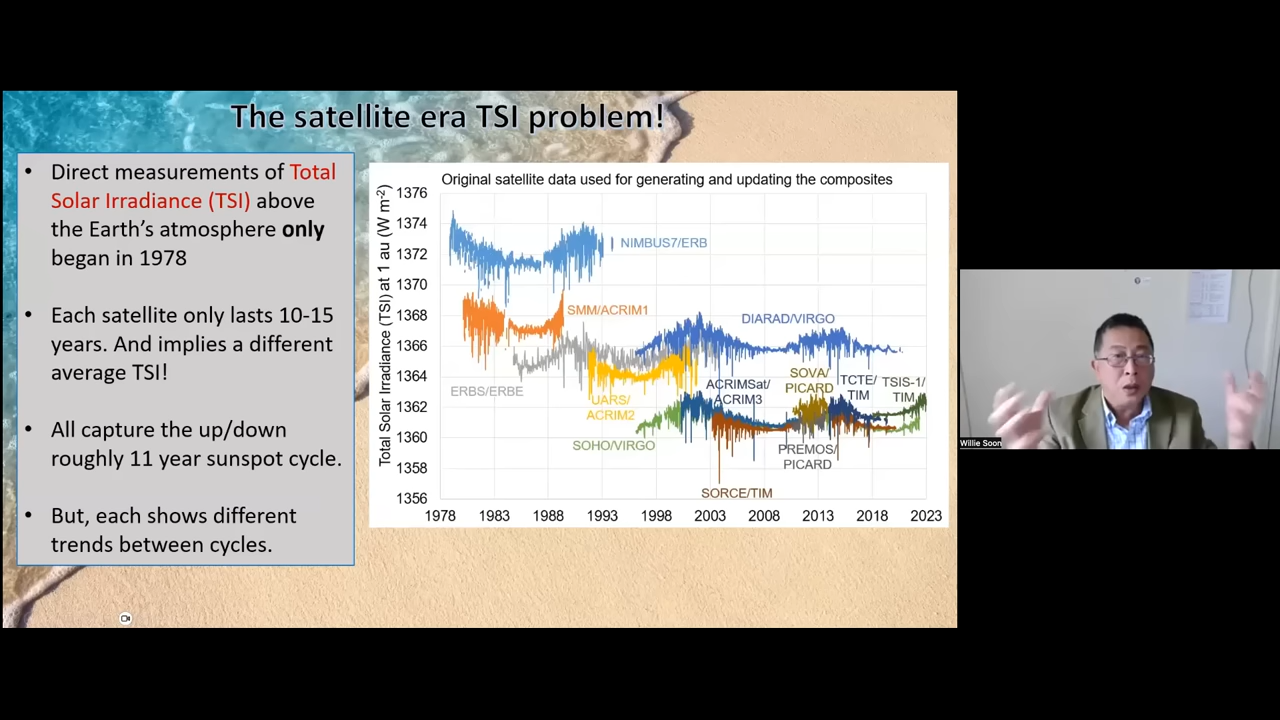 The satellite era TSI problem!
• Direct measurements of Total
Solar Irradiance (TSI) above
the Earth's atmosphere only
began in 1978
• Each satellite only lasts 10-15
years. And implies a different
average TSI!
• All capture the up/down
roughly 11 year sunspot cycle.
• But, each shows different
trends between cycles.
Original satellite data used for generating and updating the composites
Total Solar Irradiance (TSI) at 1 au (W m-2)
1376
1374
1372
1370
1368
1366
1364
1362
1360
1358
1356
NIMBUS7/ERB
SMM/ACRIM1
DIARAD/VIRGO
ERBS/ERBE
UARS/
ACRIM2
ACRIMSat/
ACRIM3
SOVA/
PICARD
TCTE/
TIM
TSIS-1/
TIM
SOHO/VIRGO
PREMOS/
PICARD
SORCE/TIM
1978 1983 1988 1993 1998 2003 2008 2013 2018 2023
Willie Soon